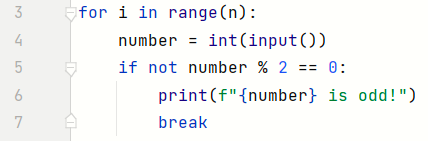 3 for i in range(n):
4     number = int(input())
5     if not number % 2 == 0:
6         print(f"{number} is odd!")
7         break